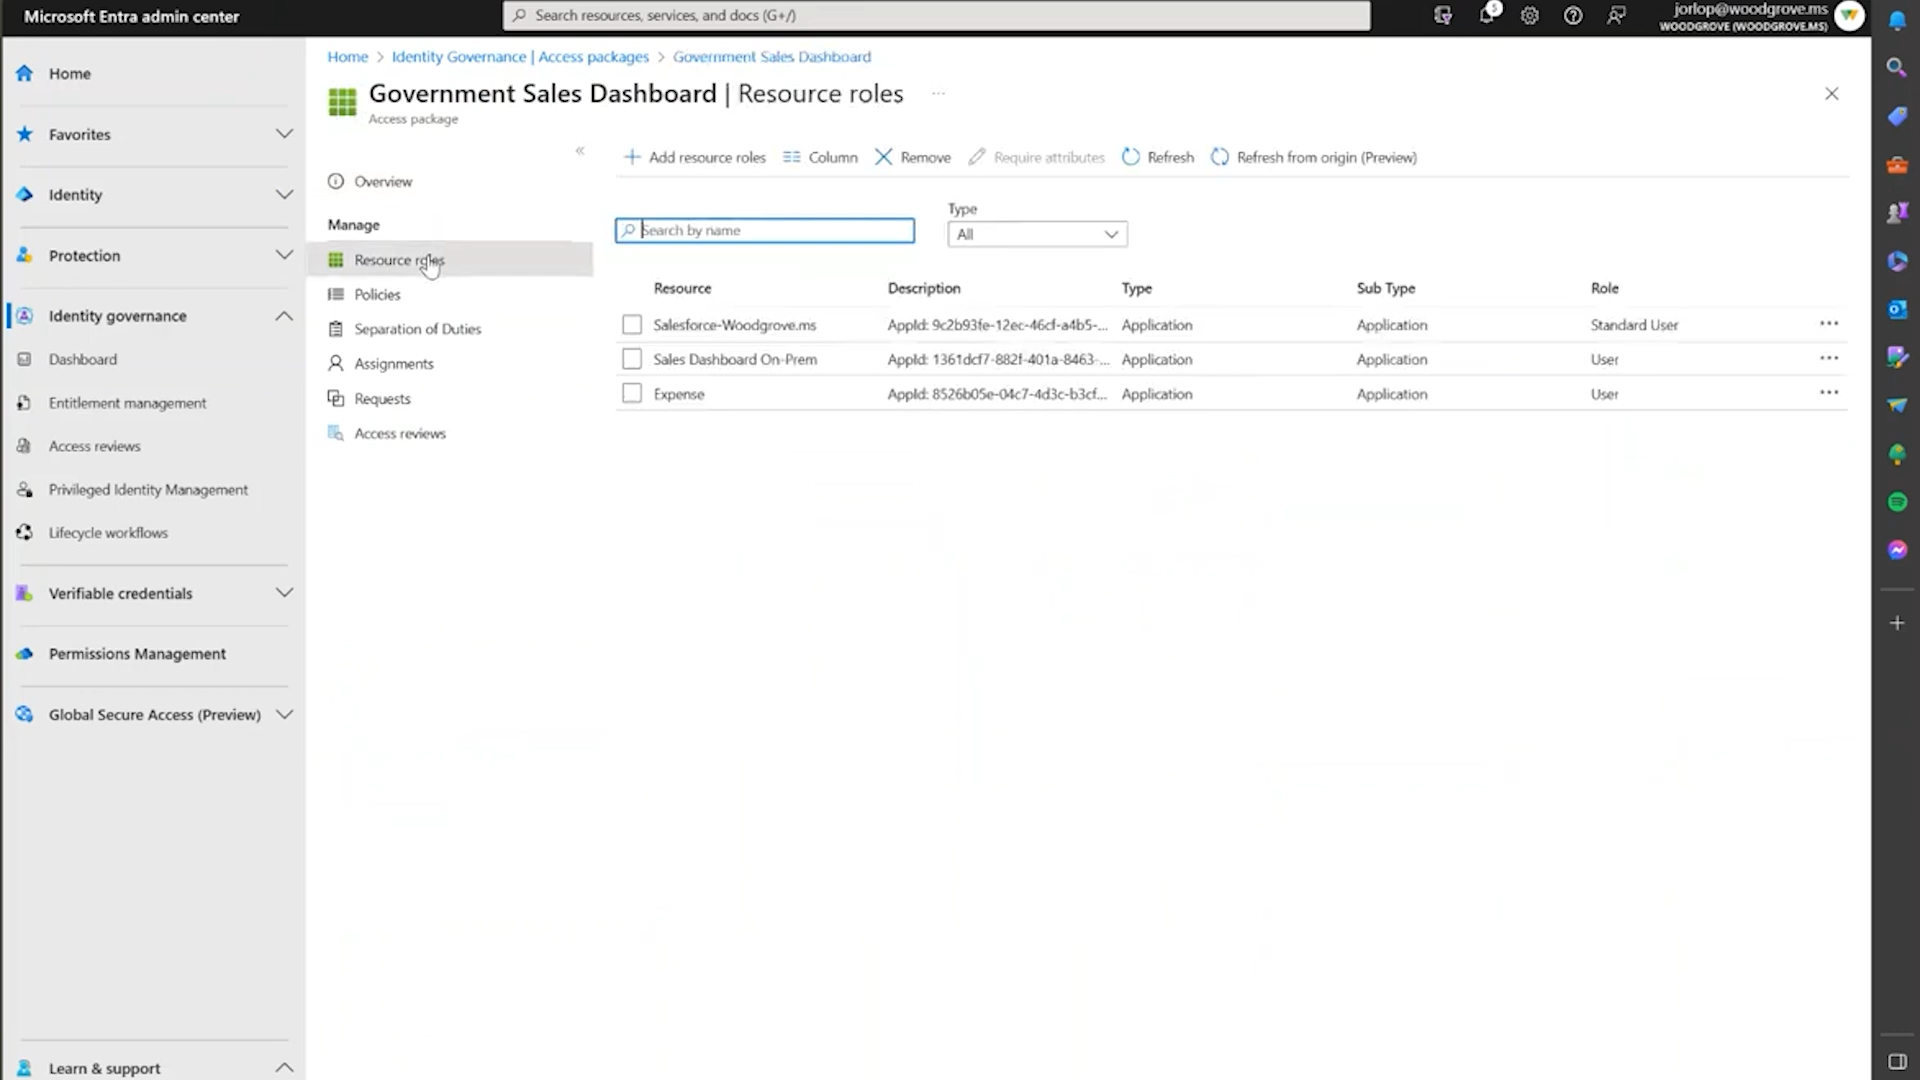 Microsoft Entra admin center
Search resources, services, and docs (G+/)
5
jorlop@woodgrove.ms
WOODGROVE (WOODGROVE.MS)
Home
Favorites
Identity
Protection
Identity governance
Dashboard
Entitlement management
Access reviews
Privileged Identity Management
Lifecycle workflows
Verifiable credentials
Permissions Management
Global Secure Access (Preview)
Learn & support
Home > Identity Governance | Access packages > Government Sales Dashboard
Government Sales Dashboard | Resource roles ...
Access package
Overview
Manage
Resource roles
Policies
Separation of Duties
Assignments
Requests
Access reviews
Add resource roles Column Remove Require attributes Refresh Refresh from origin (Preview)
Type
Search by name All
Resource Description Type Sub Type Role
Salesforce-Woodgrove.ms AppId: 9c2b93fe-12ec-46cf-a4b5-... Application Application Standard User
Sales Dashboard On-Prem AppId: 1361dcf7-882f-401a-8463-... Application Application User
Expense AppId: 8526b05e-04c7-4d3c-b3cf... Application Application User